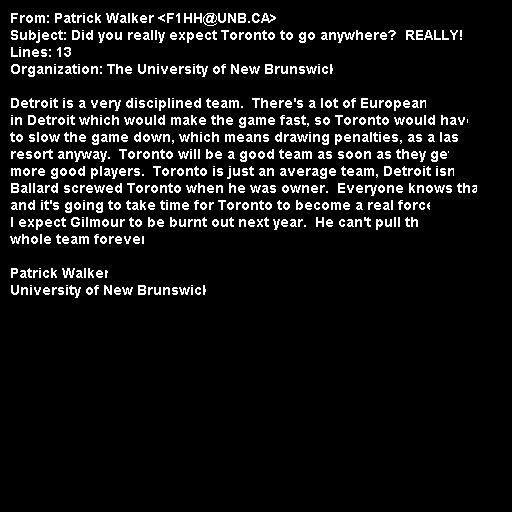 From: Patrick Walker <F1HH@UNB.CA>
Subject: Did you really expect Toronto to go anywhere?  REALLY!
Lines: 13
Organization: The University of New Brunswick

Detroit is a very disciplined team.  There's a lot of European
in Detroit which would make the game fast, so Toronto would have
to slow the game down, which means drawing penalties, as a las
resort anyway.  Toronto will be a good team as soon as they ge
more good players.  Toronto is just an average team, Detroit isn
Ballard screwed Toronto when he was owner.  Everyone knows tha
and it's going to take time for Toronto to become a real force
I expect Gilmour to be burnt out next year.  He can't pull th
whole team forever

Patrick Walker
University of New Brunswick